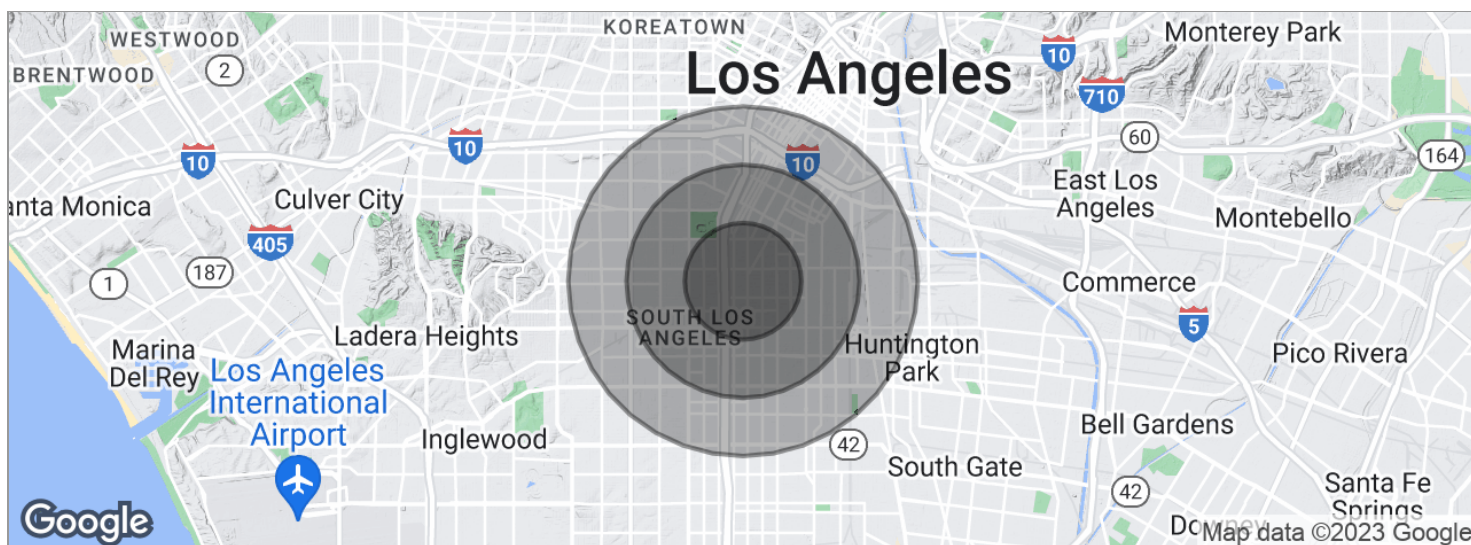 KOREATOWN
Monterey Park
WESTWOOD
2
10
BRENTWOOD
Los Angeles
710
10
10
10
60
164
Culver City
East Los
Angeles
anta Monica
Montebello
405
187
1
Commerce
SOUTH LOS
ANGELES
5
Ladera Heights
Huntington
Park
Marina
Del Rey
Pico Rivera
Los Angeles
International
Airport
Inglewood
42
Bell Gardens
South Gate
42
Santa Fe
Springs
Downey
Google
Map data ©2023 Google